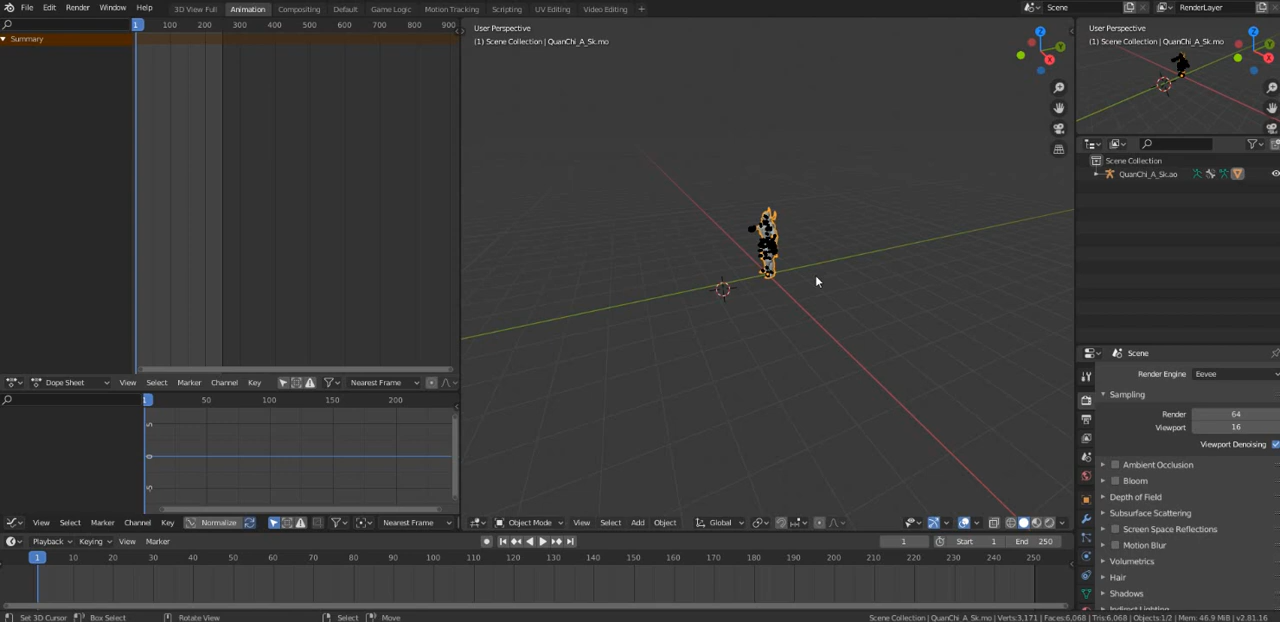 File Edit Render Window Help 3D View Full Animation Compositing Default Game Logic Motion Tracking Scripting UV Editing Video Editing + Scene RenderLayer
1 100 200 300 400 500 600 700 800 900
Summary
User Perspective
(1) Scene Collection | QuanChi_A_Sk.mo
Z
Y
X
User Perspective
(1) Scene Collection | QuanChi_A_Sk.mo
Z
Y
X
Scene Collection
QuanChi_A_Sk.ao
Scene
Render Engine Eevee
Sampling
Render 64
Viewport 16
Viewport Denoising
Ambient Occlusion
Bloom
Depth of Field
Subsurface Scattering
Screen Space Reflections
Motion Blur
Volumetrics
Hair
Shadows
Indirect Lighting
Dope Sheet View Select Marker Channel Key Nearest Frame
1 50 100 150 200
5
0
-5
View Select Marker Channel Key Normalize Nearest Frame
Object Mode View Select Add Object Global
Playback Keying View Marker 1 Start 1 End 250
1 10 20 30 40 50 60 70 80 90 100 110 120 130 140 150 160 170 180 190 200 210 220 230 240 250
Set 3D Cursor Box Select Rotate View Select Move Scene Collection | QuanChi_A_Sk.mo | Verts:3,171 | Faces:6,068 | Tris:6,068 | Objects:1/2 | Mem: 46.9 MiB | v2.81.16